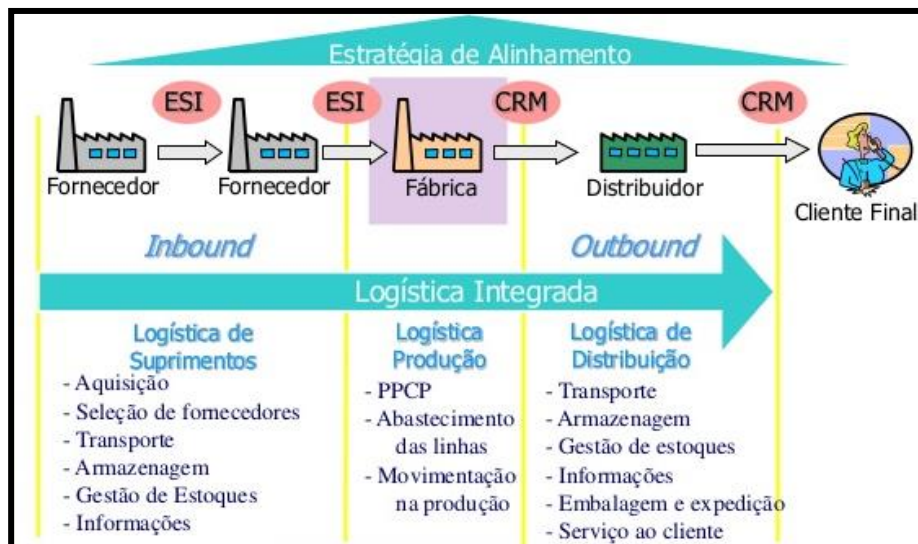 Estratégia de Alinhamento
ESI
ESI
CRM
CRM
Fornecedor
Fornecedor
Fábrica
Distribuidor
Cliente Final
Inbound
Outbound
Logística Integrada
Logística de
Suprimentos
- Aquisição
- Seleção de fornecedores
- Transporte
- Armazenagem
- Gestão de Estoques
- Informações
Logística
Produção
- PPCP
- Abastecimento
das linhas
- Movimentação
na produção
Logística de
Distribuição
- Transporte
- Armazenagem
- Gestão de estoques
- Informações
- Embalagem e expedição
- Serviço ao cliente